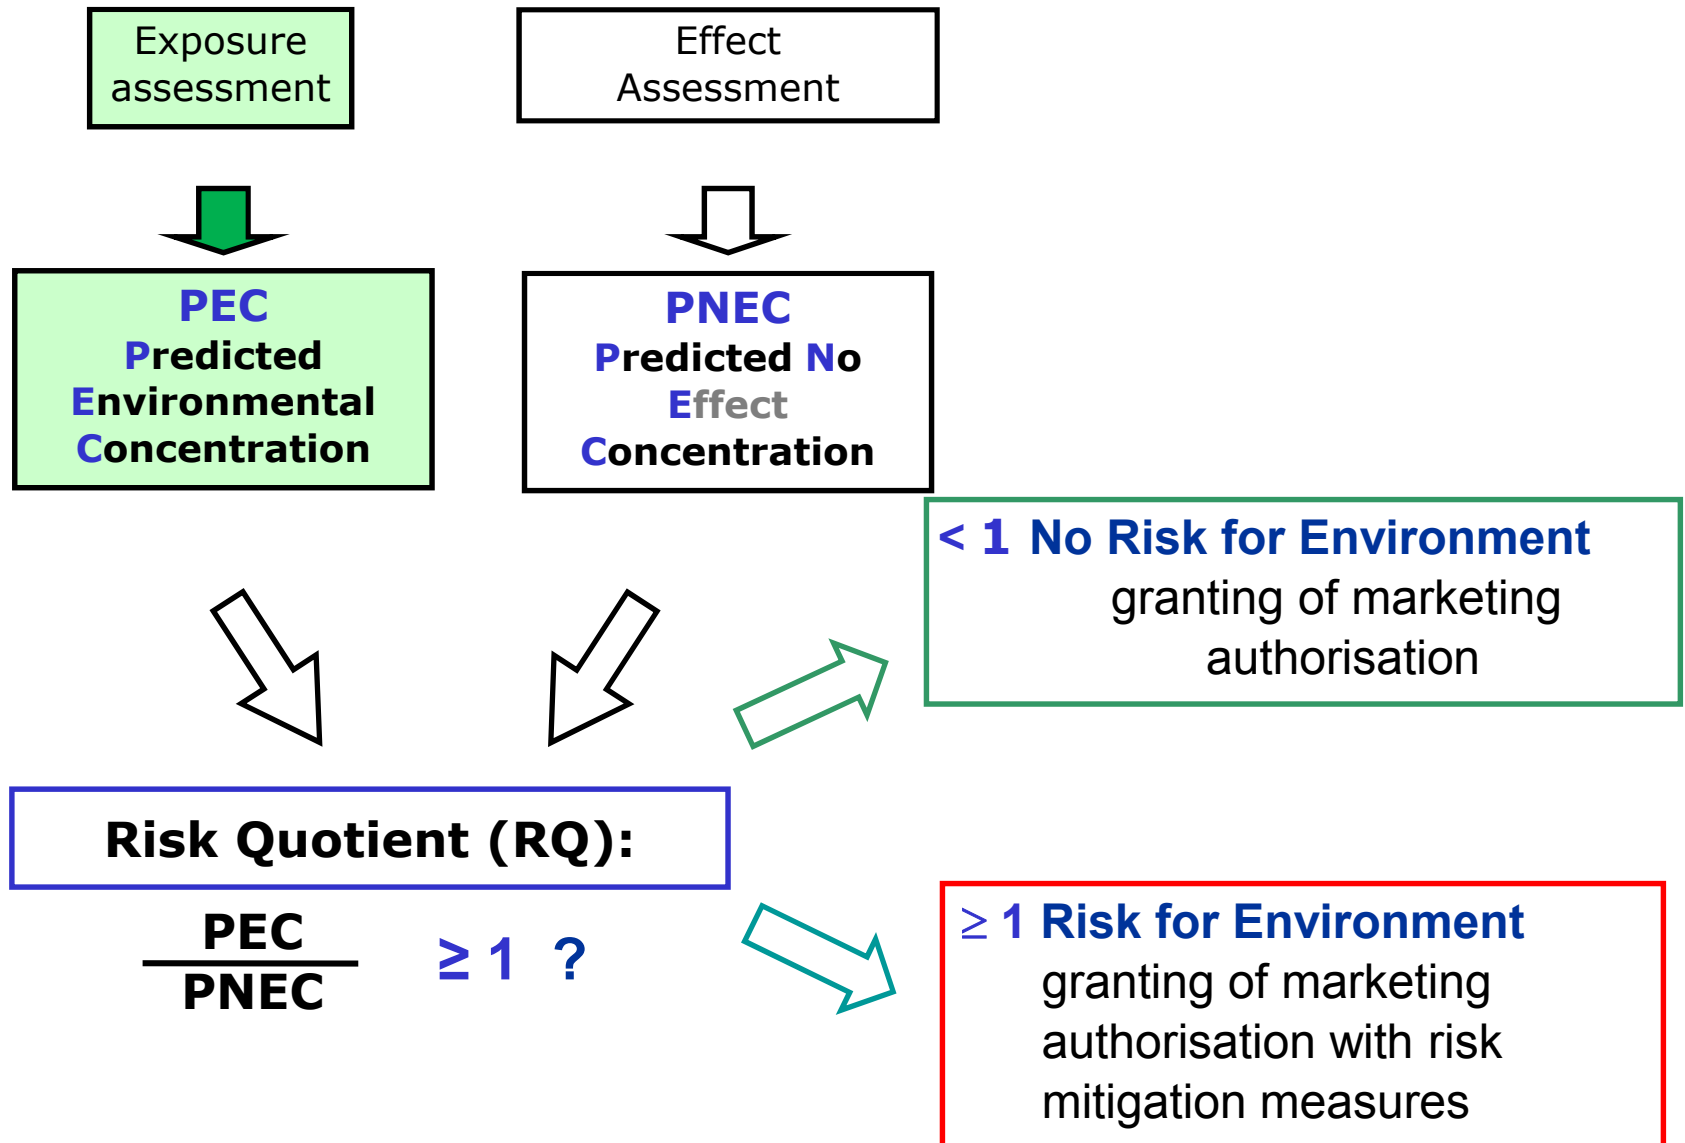 Exposure
assessment
Effect
Assessment
PEC
Predicted
Environmental
Concentration
PNEC
Predicted No
Effect
Concentration
< 1 No Risk for Environment
granting of marketing
authorisation
Risk Quotient (RQ):
PEC
PNEC
≥ 1 ?
≥ 1 Risk for Environment
granting of marketing
authorisation with risk
mitigation measures